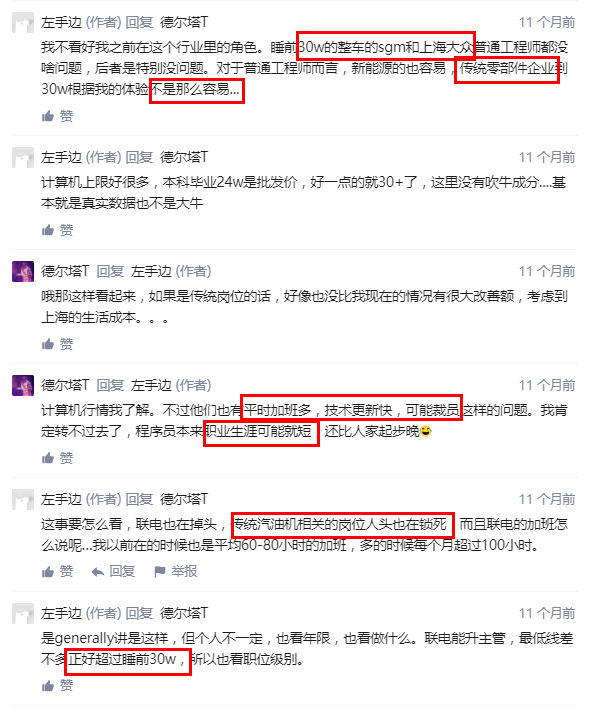 左手边 (作者) 回复 德尔塔T 11 个月前
我不看好我之前在这个行业里的角色。睡前30w的整车的sgm和上海大众普通工程师都没
啥问题，后者是特别没问题。对于普通工程师而言，新能源的也容易，传统零部件企业到
30w根据我的体验不是那么容易...
赞
左手边 (作者) 回复 德尔塔T 11 个月前
计算机上限好很多，本科毕业24w是批发价，好一点的就30+了，这里没有吹牛成分....基
本就是真实数据也不是大牛
赞
德尔塔T 回复 左手边 (作者) 11 个月前
哦那这样看起来，如果是传统岗位的话，好像也没比我现在的情况有很大改善额，考虑到
上海的生活成本。。。
赞
德尔塔T 回复 左手边 (作者) 11 个月前
计算机行情我了解。不过他们也有平时加班多，技术更新快，可能裁员这样的问题。我肯
定转不过去了，程序员本来职业生涯可能就短 还比人家起步晚😅
赞
左手边 (作者) 回复 德尔塔T 11 个月前
这事要怎么看，联电也在掉头，传统汽油机相关的岗位人头也在锁死 而且联电的加班怎
么说呢...我以前在的时候也是平均60-80小时的加班，多的时候每个月超过100小时。
赞 回复 举报
左手边 (作者) 回复 德尔塔T 11 个月前
是generally讲是这样，但个人不一定，也看年限，也看做什么。联电能升主管，最低线差
不多正好超过睡前30w，所以也看职位级别。
赞